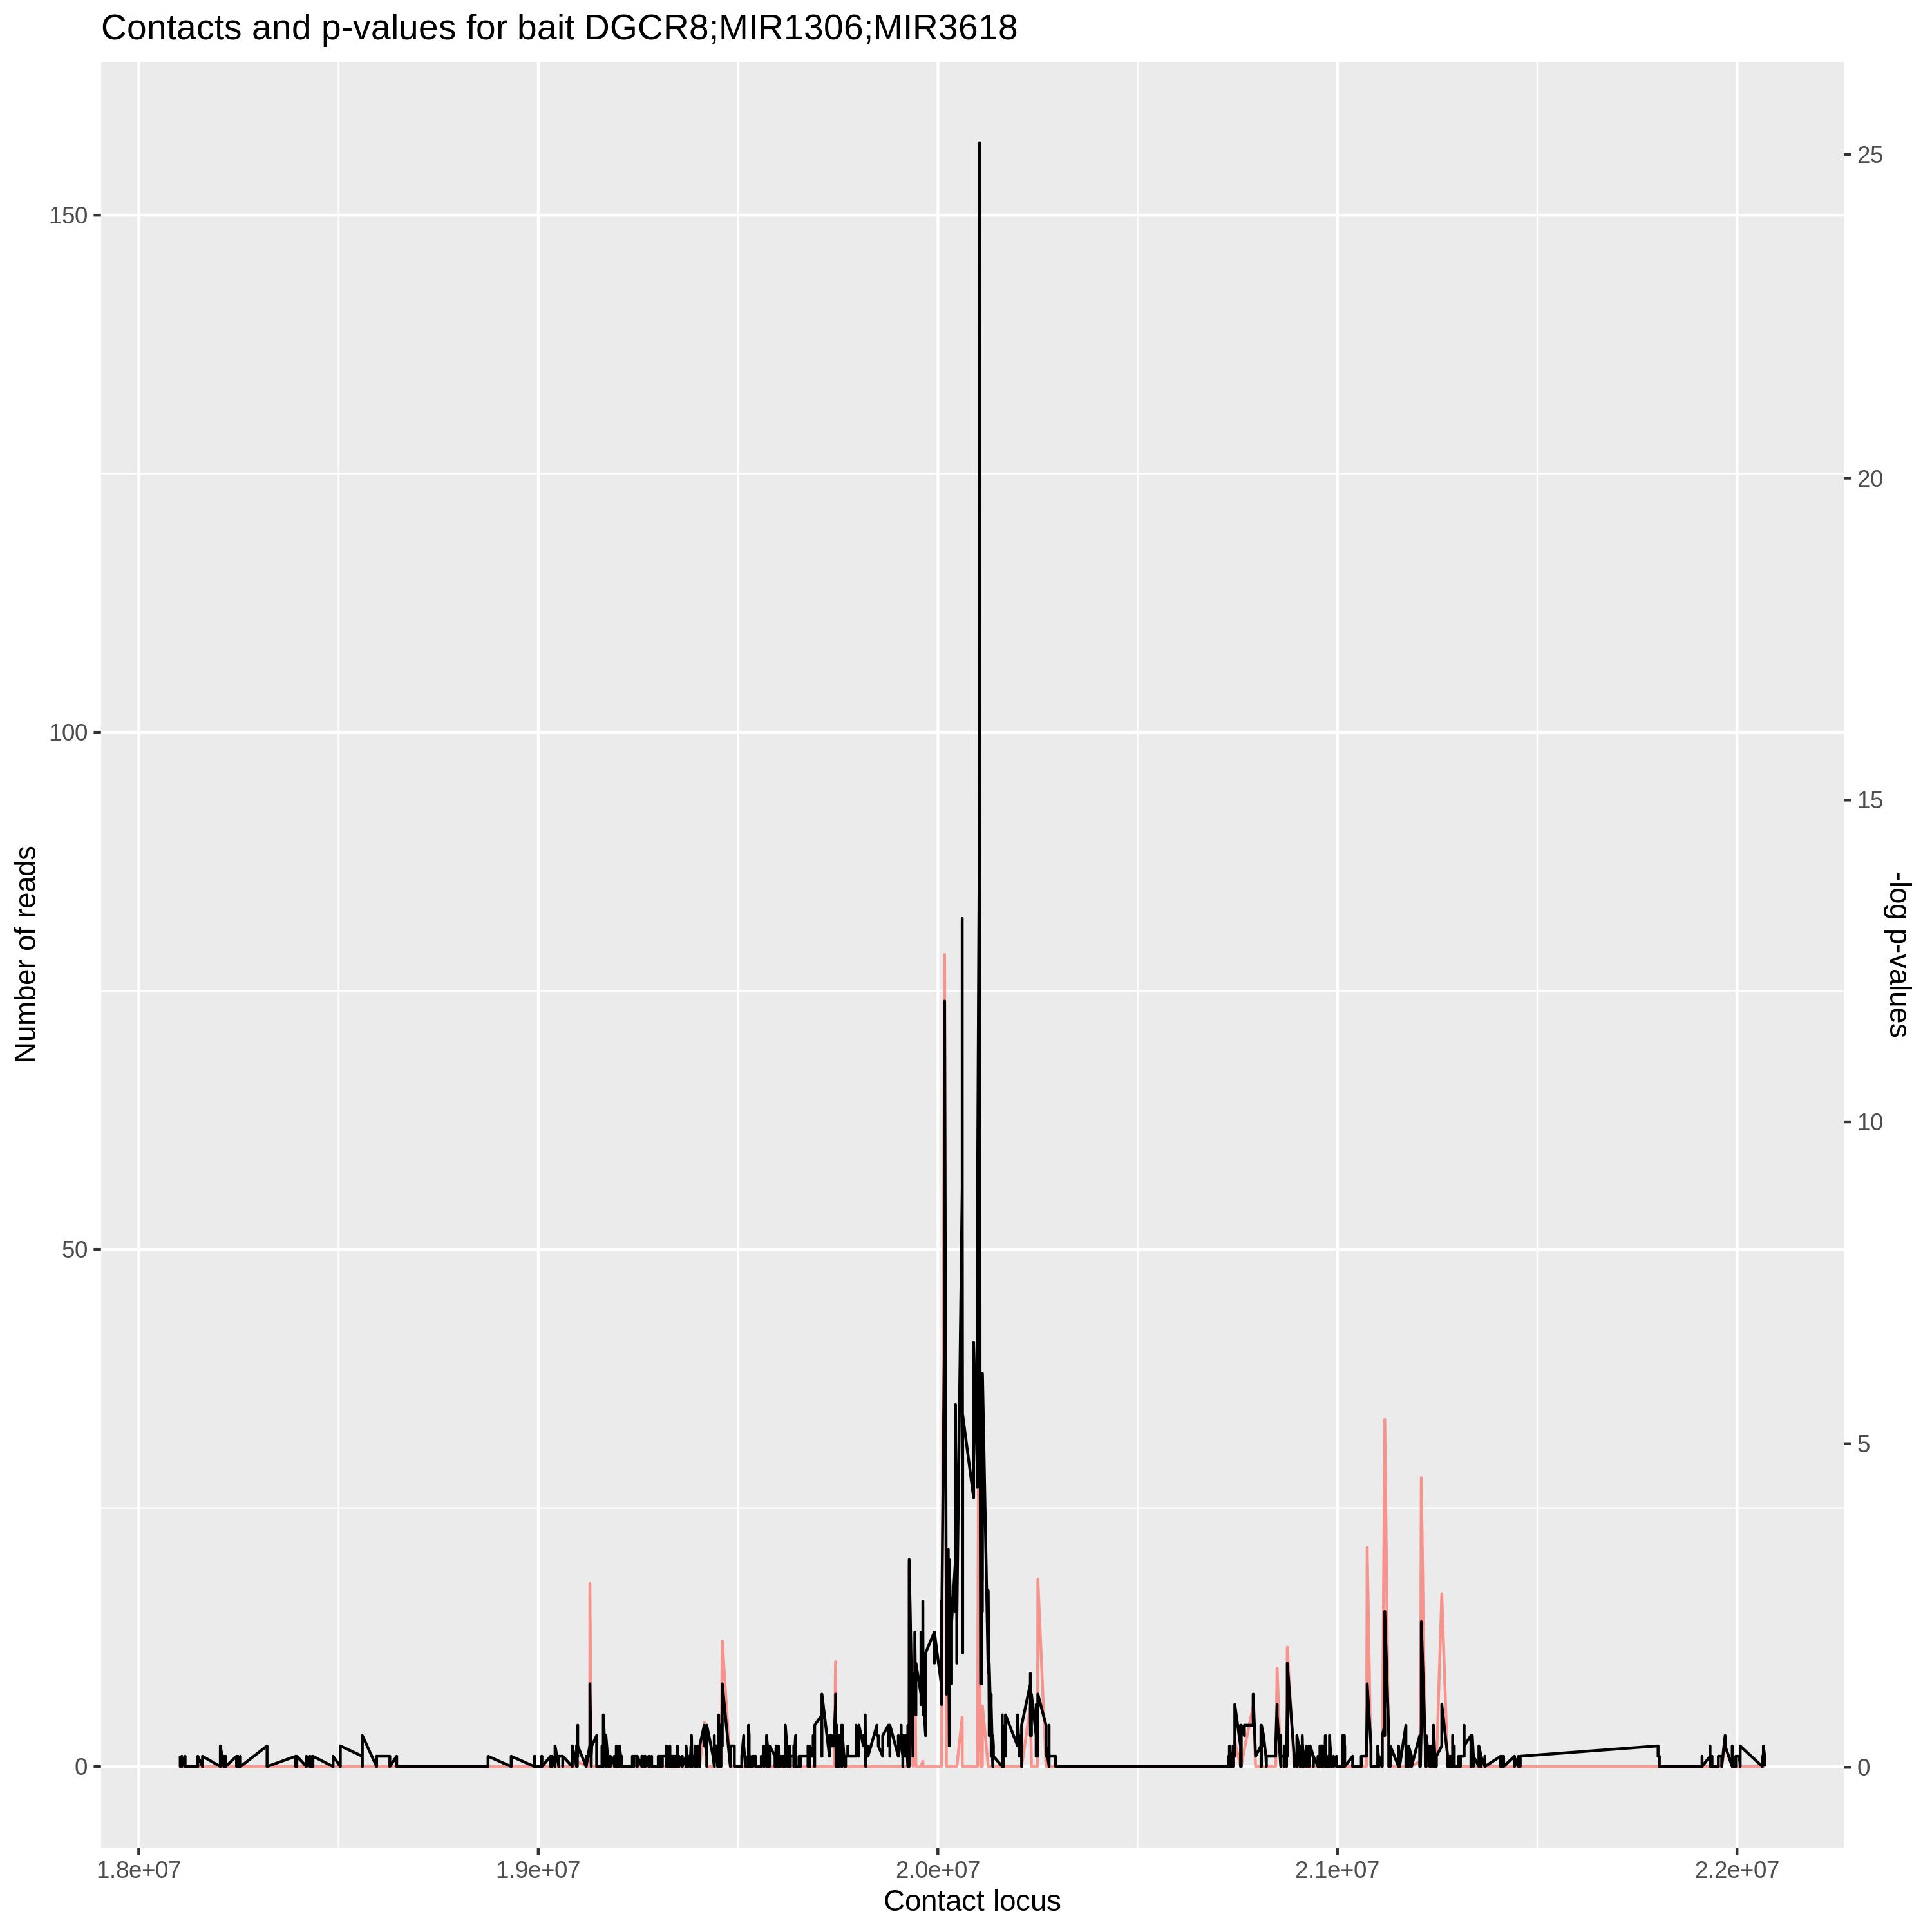 Contacts and p-values for bait DGCR8;MIR1306;MIR3618
150
100
50
0
Number of reads
25
20
15
10
5
0
-log p-values
1.8e+07
1.9e+07
2.0e+07
2.1e+07
2.2e+07
Contact locus